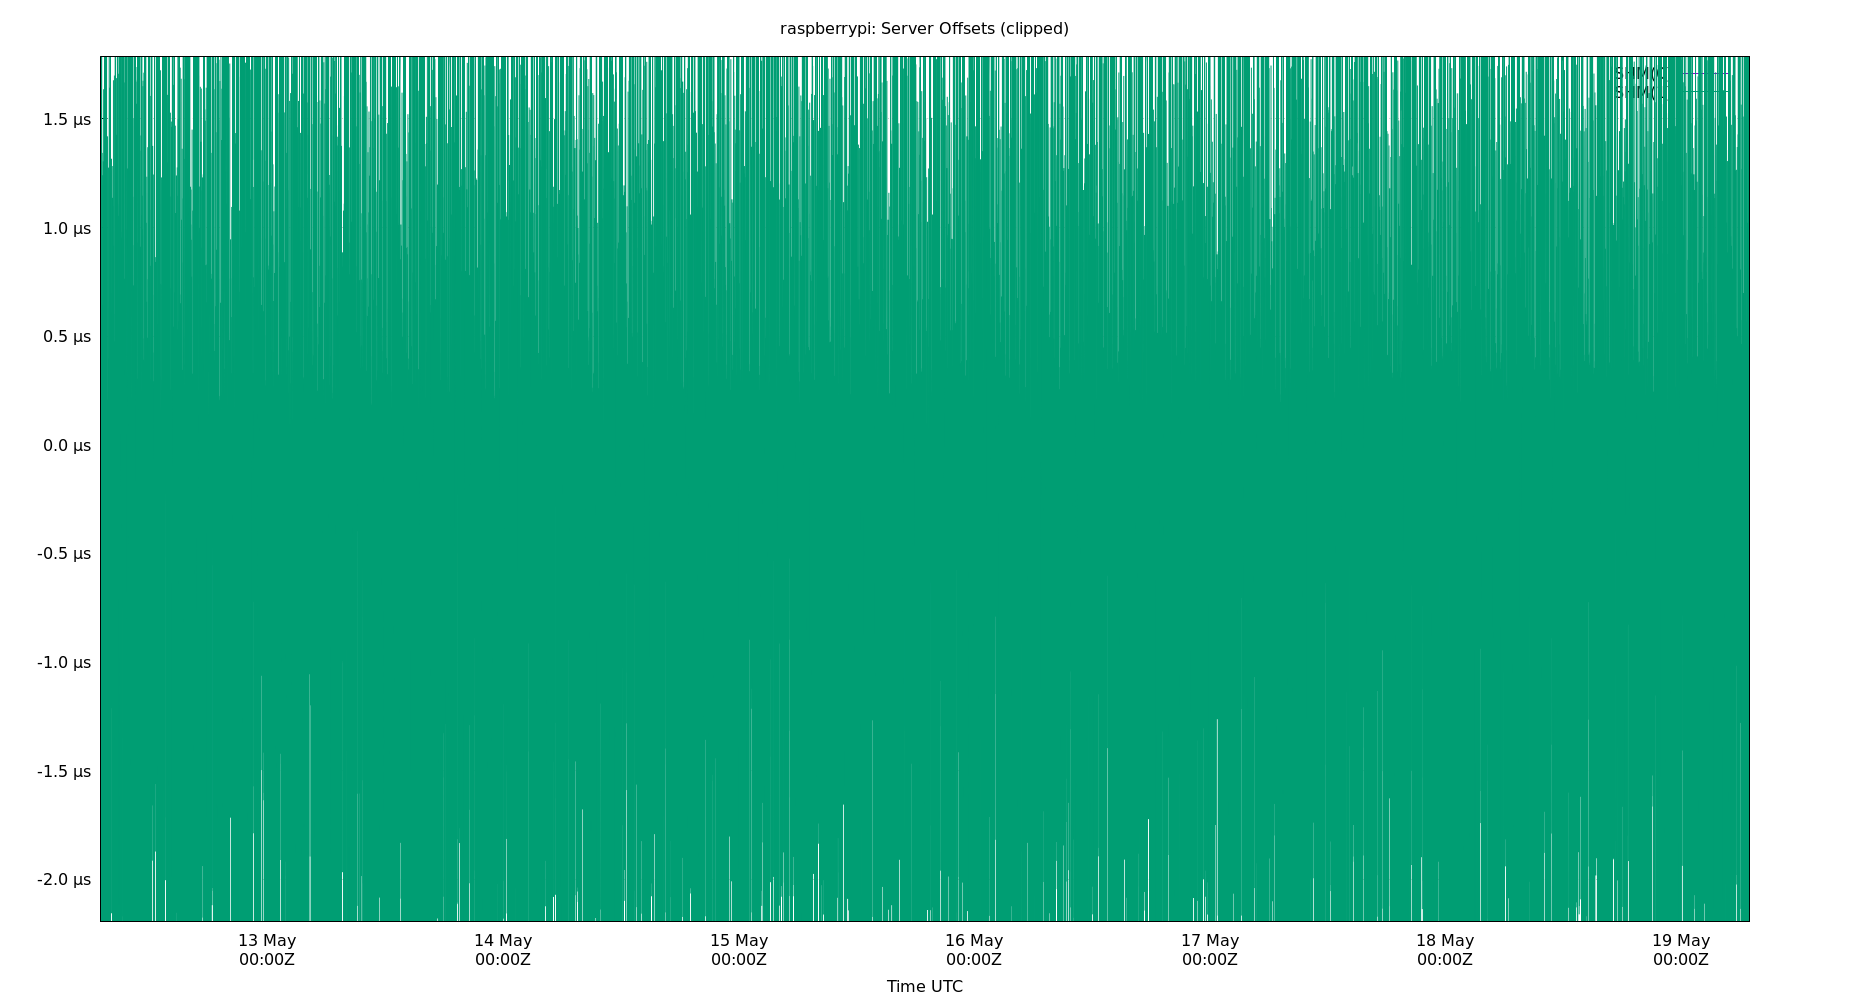 raspberrypi: Server Offsets (clipped)
1.5 µs
1.0 µs
0.5 µs
0.0 µs
-0.5 µs
-1.0 µs
-1.5 µs
-2.0 µs
13 May 14 May 15 May 16 May 17 May 18 May 19 May
00:00Z 00:00Z 00:00Z 00:00Z 00:00Z 00:00Z 00:00Z
Time UTC